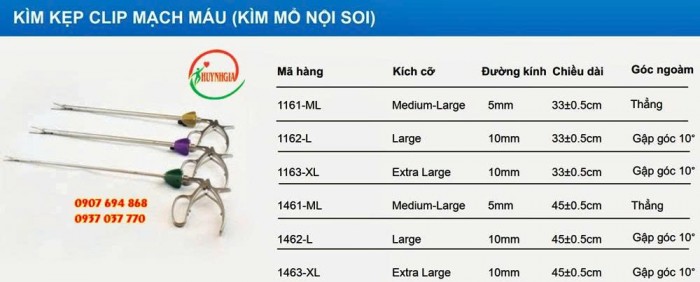 KÌM KẸP CLIP MẠCH MÁU (KÌM MỔ NỘI SOI)
HUYNHGIA
Mã hàng Kích cỡ Đường kính Chiều dài Góc ngoàm
1161-ML Medium-Large 5mm 33±0.5cm Thẳng
1162-L Large 10mm 33±0.5cm Gập góc 10°
1163-XL Extra Large 10mm 33±0.5cm Gập góc 10°
1461-ML Medium-Large 5mm 45±0.5cm Thẳng
1462-L Large 10mm 45±0.5cm Gập góc 10°
1463-XL Extra Large 10mm 45±0.5cm Gập góc 10°
0907 694 868
0937 037 770